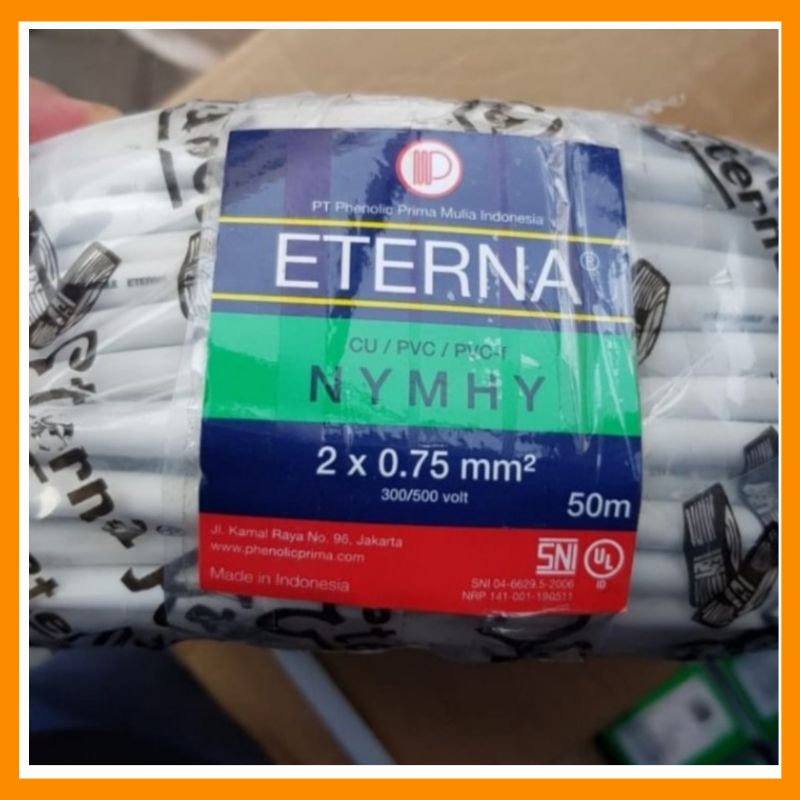 PT Phenolic Prima Mulia Indonesia
ETERNA®
CU / PVC / PVC-f
NYMHY
2 x 0.75 mm²
300/500 volt
50m
Jl. Kamal Raya No. 96, Jakarta
www.phenolicprima.com
Made in Indonesia
SNI
UL
ID
SNI 04-6629.5-2006
NRP 141-001-190511